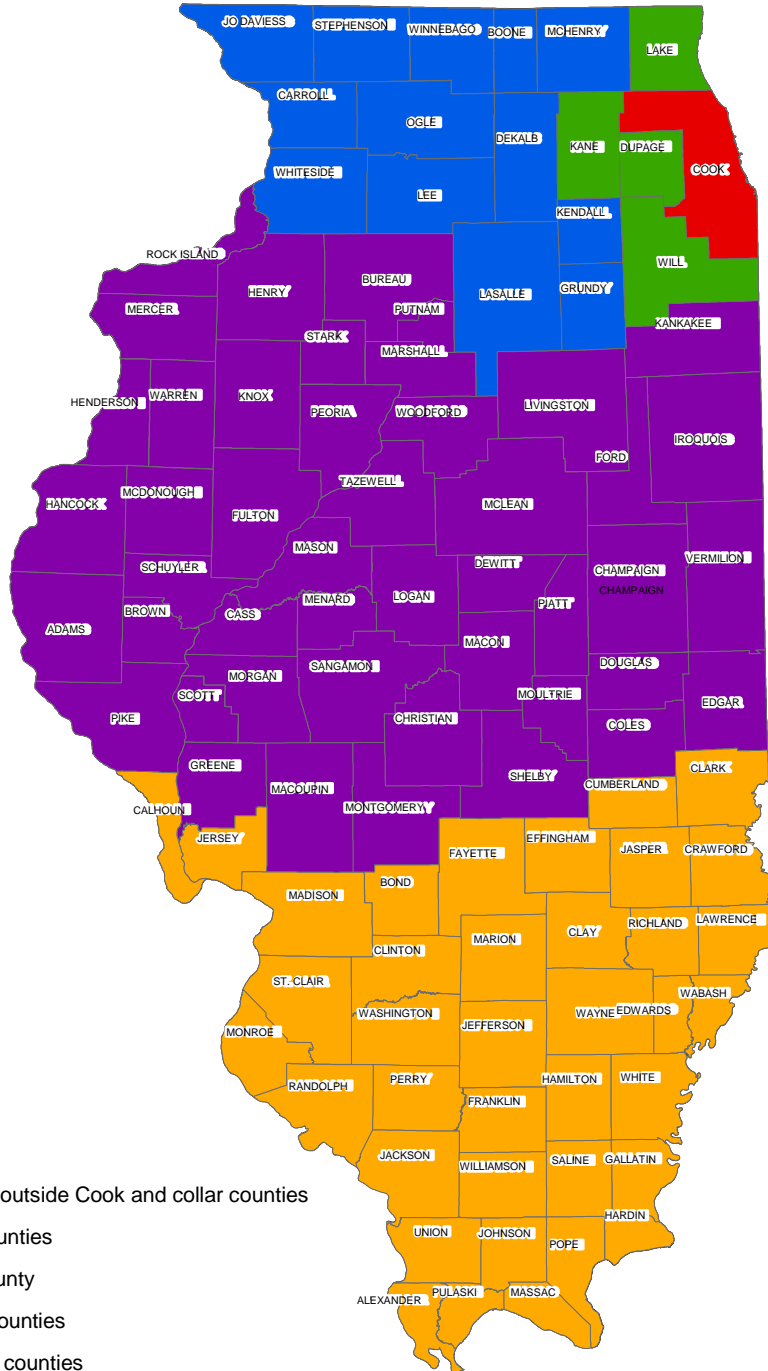 JO DAVIESS
STEPHENSON
WINNEBAGO
BOONE
MCHENRY
LAKE
CARROLL
OGLE
DEKALB
KANE
DUPAGE
COOK
WHITESIDE
LEE
KENDALL
ROCK ISLAND
WILL
HENRY
BUREAU
LASALLE
GRUNDY
MERCER
PUTNAM
KANKAKEE
STARK
MARSHALL
HENDERSON
WARREN
KNOX
PEORIA
WOODFORD
LIVINGSTON
IROQUOIS
FORD
HANCOCK
MCDONOUGH
TAZEWELL
FULTON
MCLEAN
MASON
VERMILION
SCHUYLER
DEWITT
CHAMPAIGN
CHAMPAIGN
BROWN
CASS
MENARD
LOGAN
PIATT
ADAMS
MACON
SANGAMON
DOUGLAS
MORGAN
SCOTT
MOULTRIE
EDGAR
PIKE
CHRISTIAN
COLES
GREENE
CLARK
MACOUPIN
SHELBY
CUMBERLAND
CALHOUN
MONTGOMERY
JERSEY
EFFINGHAM
FAYETTE
JASPER
CRAWFORD
MADISON
BOND
RICHLAND
LAWRENCE
CLAY
MARION
CLINTON
ST. CLAIR
WABASH
WASHINGTON
WAYNE
EDWARDS
JEFFERSON
MONROE
RANDOLPH
PERRY
HAMILTON
WHITE
FRANKLIN
JACKSON
WILLIAMSON
SALINE
GALLATIN
HARDIN
UNION
JOHNSON
POPE
ALEXANDER
PULASKI
MASSAC
outside Cook and collar counties
unties
unty
ounties
counties